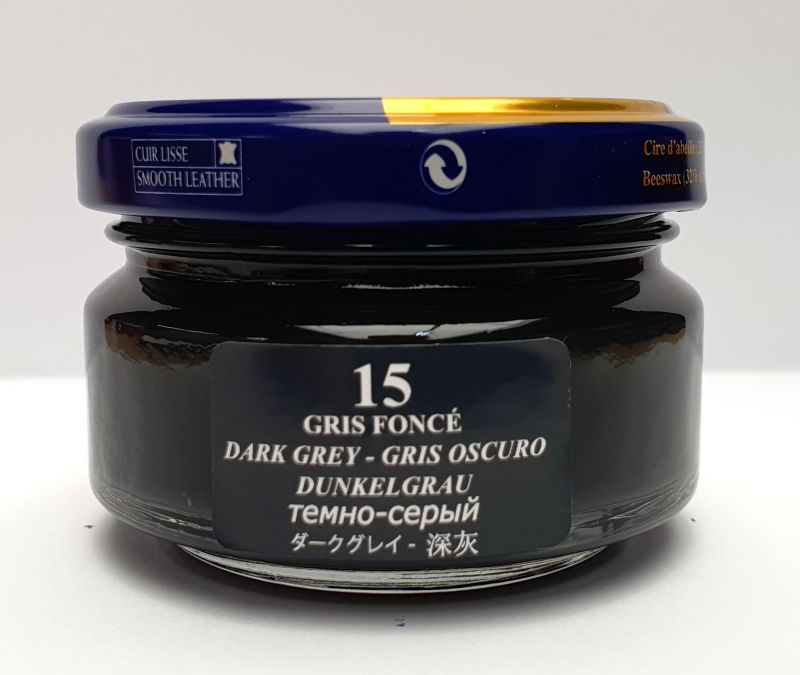 CUIR LISSE
SMOOTH LEATHER
Cire d'abeille
Beeswax
15
GRIS FONCÉ
DARK GREY - GRIS OSCURO
DUNKELGRAU
темно-серый
ダークグレイ - 深灰